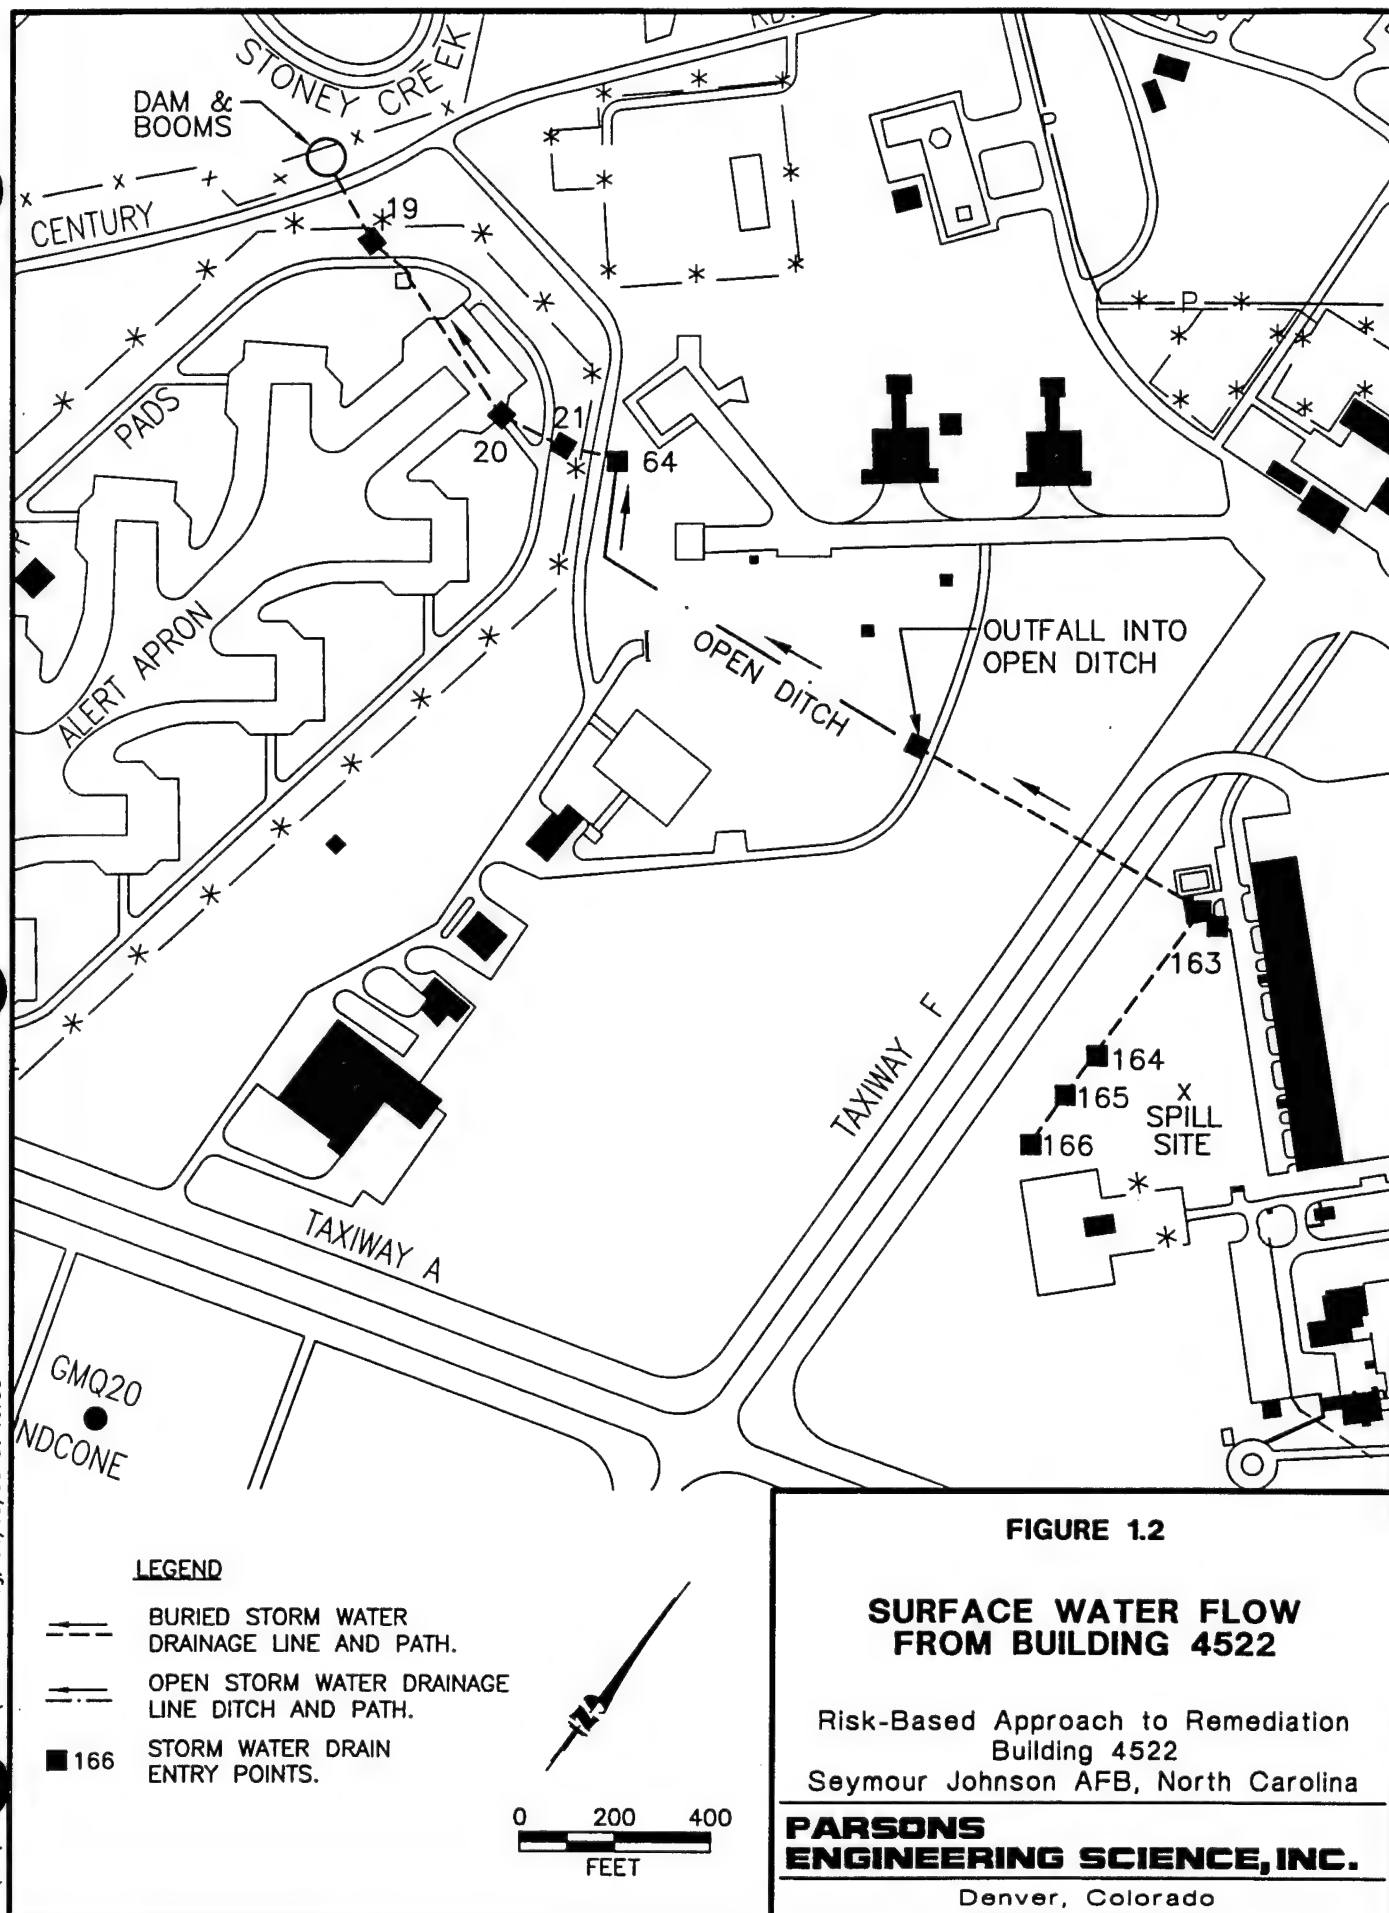 RD.
STONEY CREEK
DAM &
BOOMS
CENTURY
19
PADS
20
21
64
P
P
ALERT APRON
OPEN DITCH
OUTFALL INTO
OPEN DITCH
163
164
165
166
X
SPILL
SITE
TAXIWAY F
TAXIWAY A
GMQ20
NDCONE
LEGEND
BURIED STORM WATER
DRAINAGE LINE AND PATH.
OPEN STORM WATER DRAINAGE
LINE DITCH AND PATH.
166 STORM WATER DRAIN
ENTRY POINTS.
0 200 400
FEET
FIGURE 1.2
SURFACE WATER FLOW
FROM BUILDING 4522
Risk-Based Approach to Remediation
Building 4522
Seymour Johnson AFB, North Carolina
PARSONS
ENGINEERING SCIENCE, INC.
Denver, Colorado